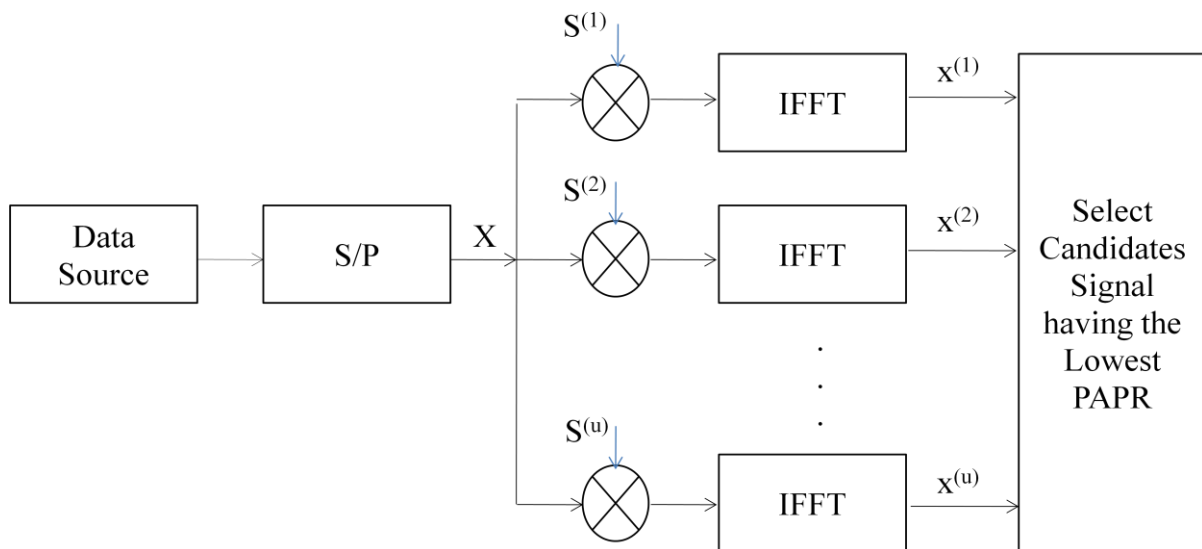 S(1)
IFFT
x(1)
S(2)
IFFT
x(2)
Data
Source
S/P
X
Select
Candidates
Signal
having the
Lowest
PAPR
.
.
.
S(u)
IFFT
x(u)